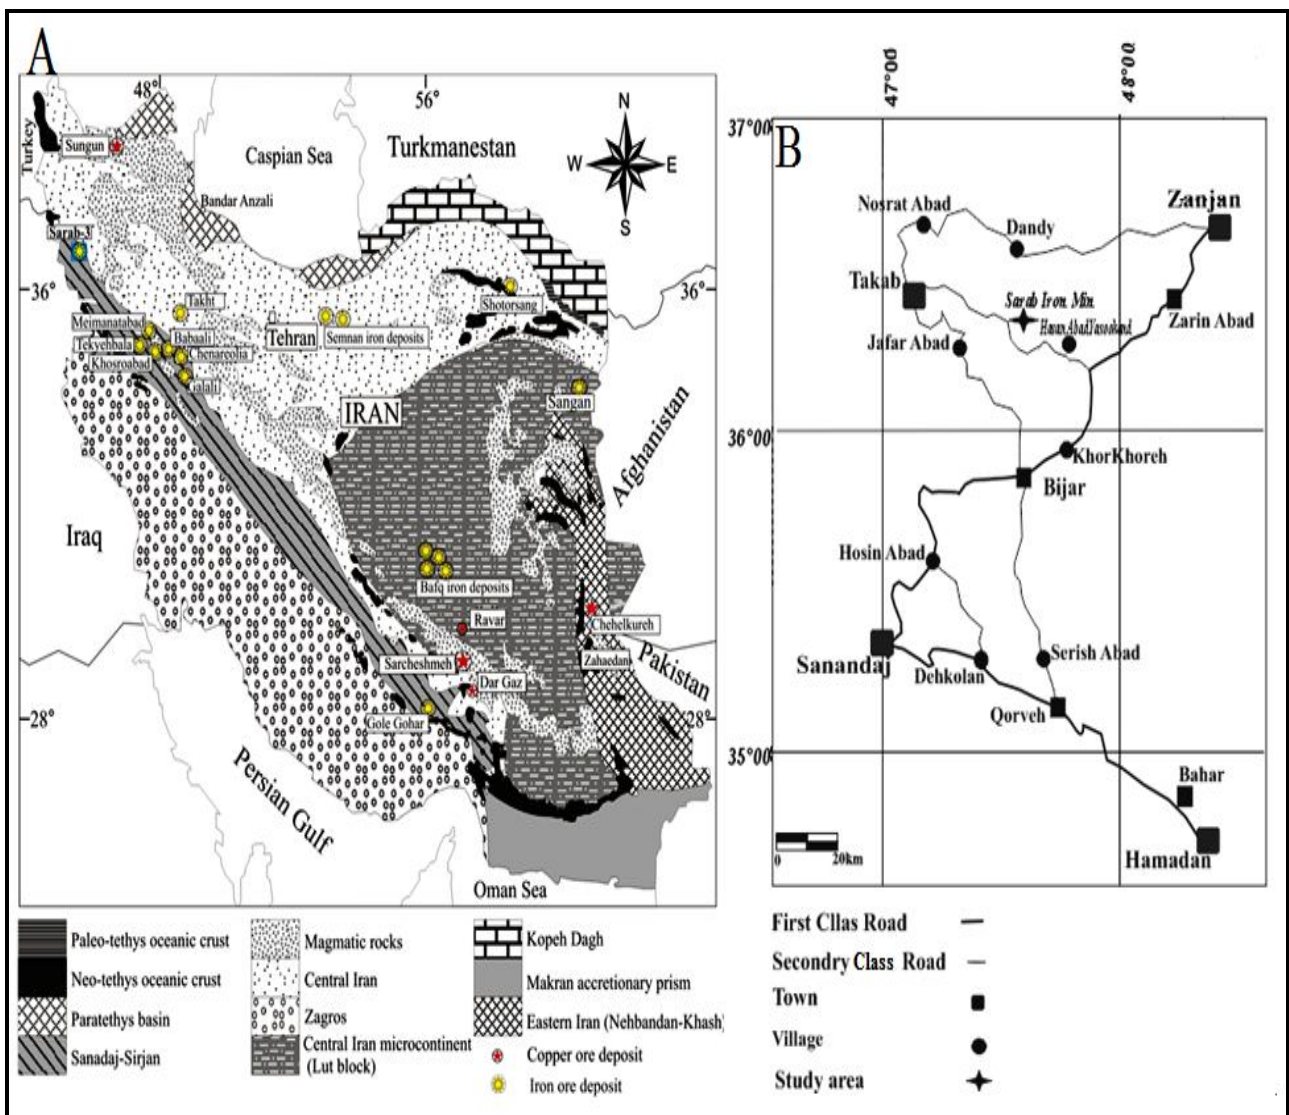 A
48°
56°
N
W
E
S
Turkey
Sungun
Caspian Sea
Turkmanestan
Bandar Anzali
Sarab-3
36°
36°
Takht
Shotorsang
Meimanatabad
Babaali
Tehran
Semnan iron deposits
Tekyehbala
Chenareolia
Khosroabad
Galali
IRAN
Sangan
Afghanistan
Iraq
Bafq iron deposits
Ravar
Chehelkureh
Sarcheshmeh
Zahaedan
Pakistan
Dar Gaz
28°
Gole Gohar
28°
Persian Gulf
Oman Sea
Paleo-tethys oceanic crust
Neo-tethys oceanic crust
Paratethys basin
Sanadaj-Sirjan
Magmatic rocks
Central Iran
Zagros
Central Iran microcontinent
(Lut block)
Kopeh Dagh
Makran accretionary prism
Eastern Iran (Nehbandan-Khash)
Copper ore deposit
Iron ore deposit
B
47°00
48°00
37°00
Nosrat Abad
Zanjan
Dandy
Takab
Sarab Iron Min
Zarin Abad
Jafar Abad
36°00
KhorKhoreh
Bijar
Hosin Abad
Sanandaj
Serish Abad
Dehkolan
Qorveh
35°00
Bahar
0
20km
Hamadan
First Cllas Road
Secondry Class Road
Town
Village
Study area